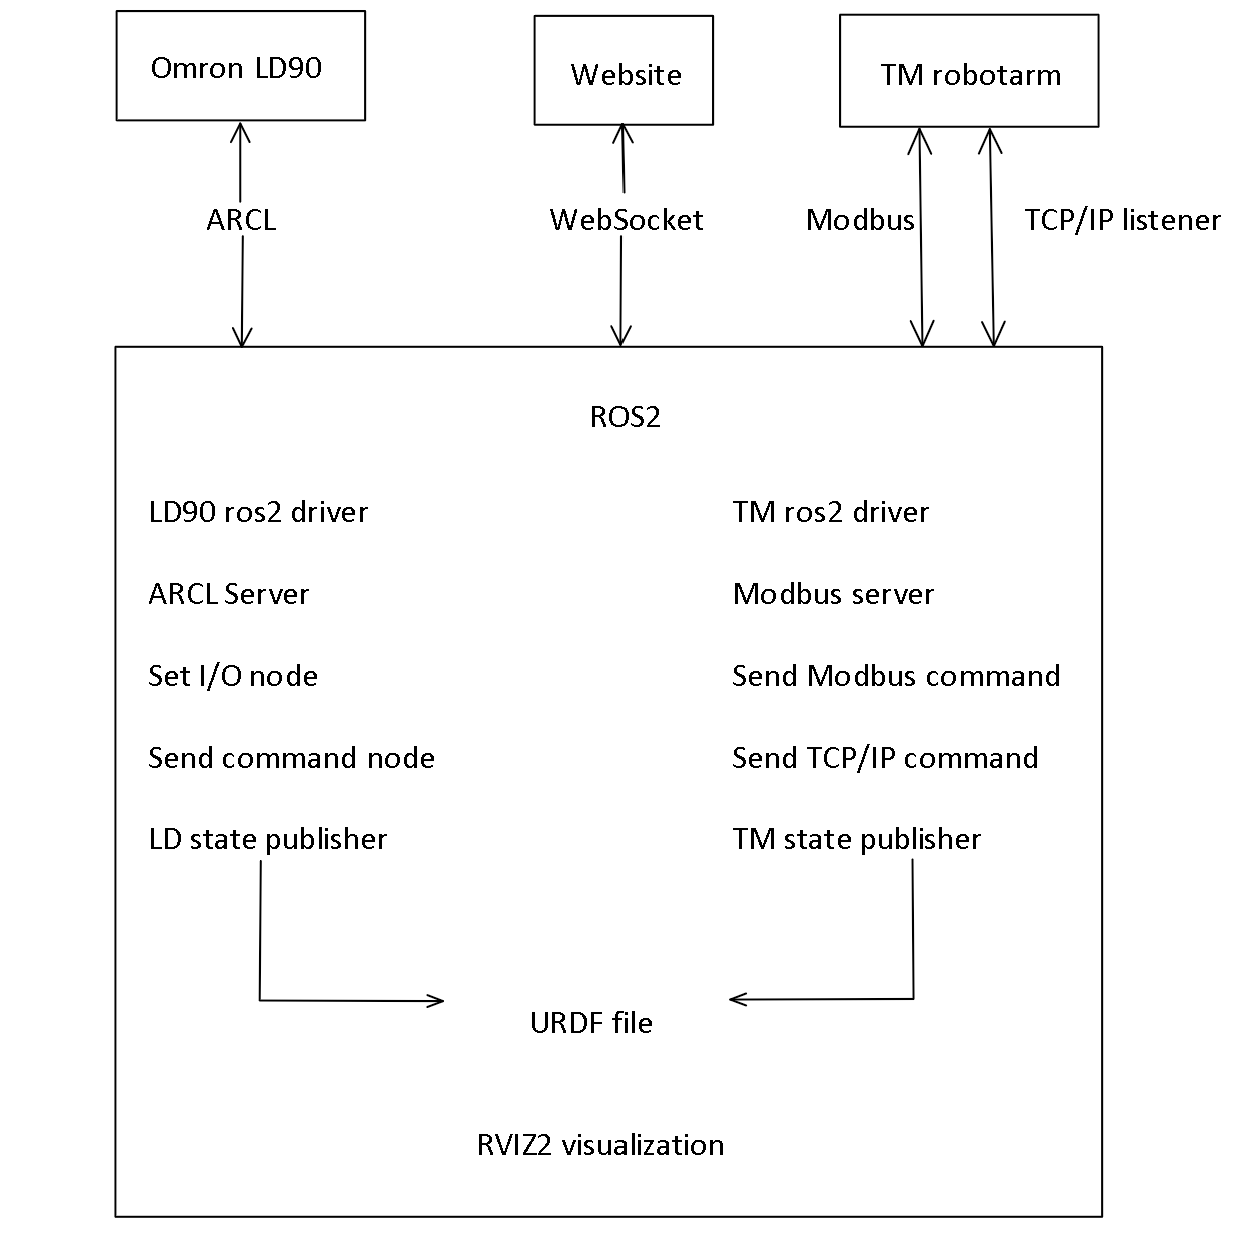 Omron LD90
Website
TM robotarm
ARCL
WebSocket
Modbus
TCP/IP listener
ROS2
LD90 ros2 driver
ARCL Server
Set I/O node
Send command node
LD state publisher
TM ros2 driver
Modbus server
Send Modbus command
Send TCP/IP command
TM state publisher
URDF file
RVIZ2 visualization